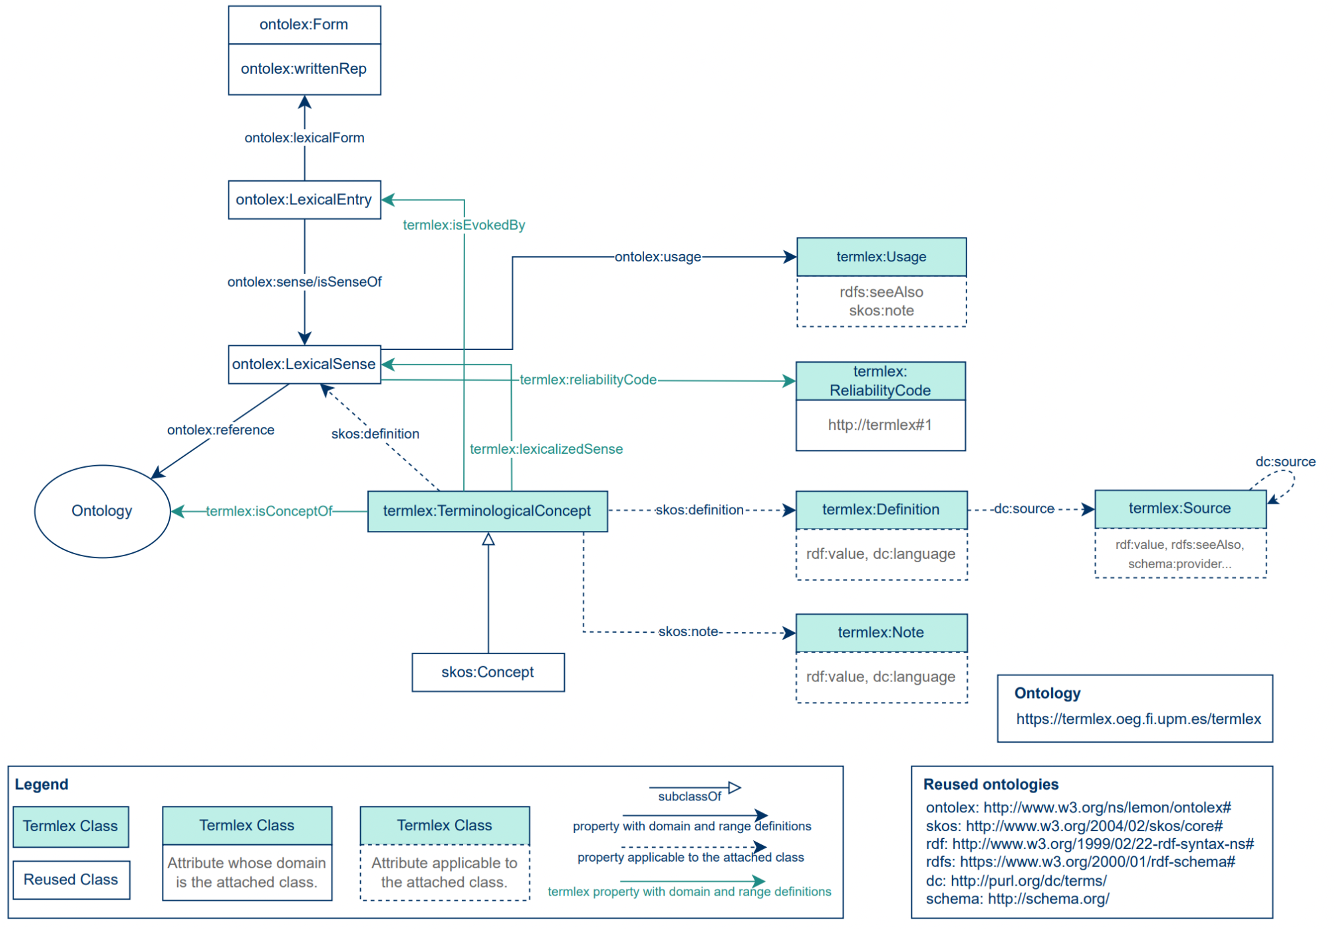 ontolex:Form
ontolex:writtenRep
ontolex:lexicalForm
ontolex:LexicalEntry
termlex:isEvokedBy
ontolex:usage
termlex:Usage
rdfs:seeAlso
skos:note
ontolex:sense/isSenseOf
ontolex:LexicalSense
termlex:reliabilityCode
termlex:
ReliabilityCode
http://termlex#1
ontolex:reference
skos:definition
termlex:lexicalizedSense
dc:source
Ontology
termlex:isConceptOf
termlex:TerminologicalConcept
skos:definition
termlex:Definition
rdf:value, dc:language
dc:source
termlex:Source
rdf:value, rdfs:seeAlso,
schema:provider...
skos:note
termlex:Note
rdf:value, dc:language
skos:Concept
Ontology
https://termlex.oeg.fi.upm.es/termlex
Legend
Termlex Class
Reused Class
Termlex Class
Attribute whose domain
is the attached class.
Termlex Class
Attribute applicable to
the attached class.
subclassOf
property with domain and range definitions
property applicable to the attached class
termlex property with domain and range definitions
Reused ontologies
ontolex: http://www.w3.org/ns/lemon/ontolex#
skos: http://www.w3.org/2004/02/skos/core#
rdf: http://www.w3.org/1999/02/22-rdf-syntax-ns#
rdfs: https://www.w3.org/2000/01/rdf-schema#
dc: http://purl.org/dc/terms/
schema: http://schema.org/